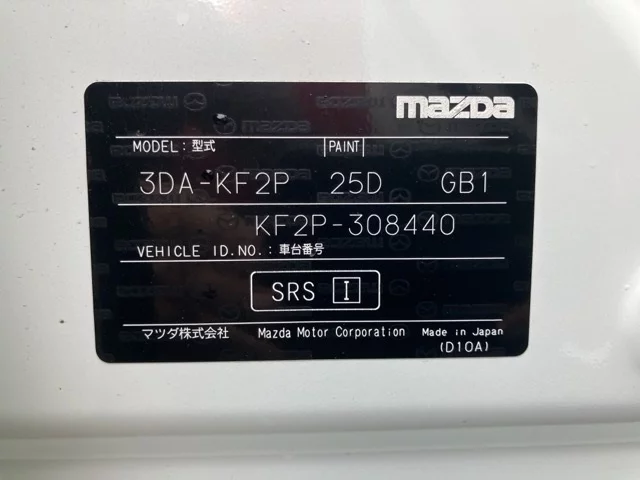 mazda
MODEL:型式 PAINT
3DA-KF2P 25D GB1
KF2P-308440
VEHICLE ID.NO.:車台番号
SRS I
マツダ株式会社 Mazda Motor Corporation Made in Japan
(D10A)